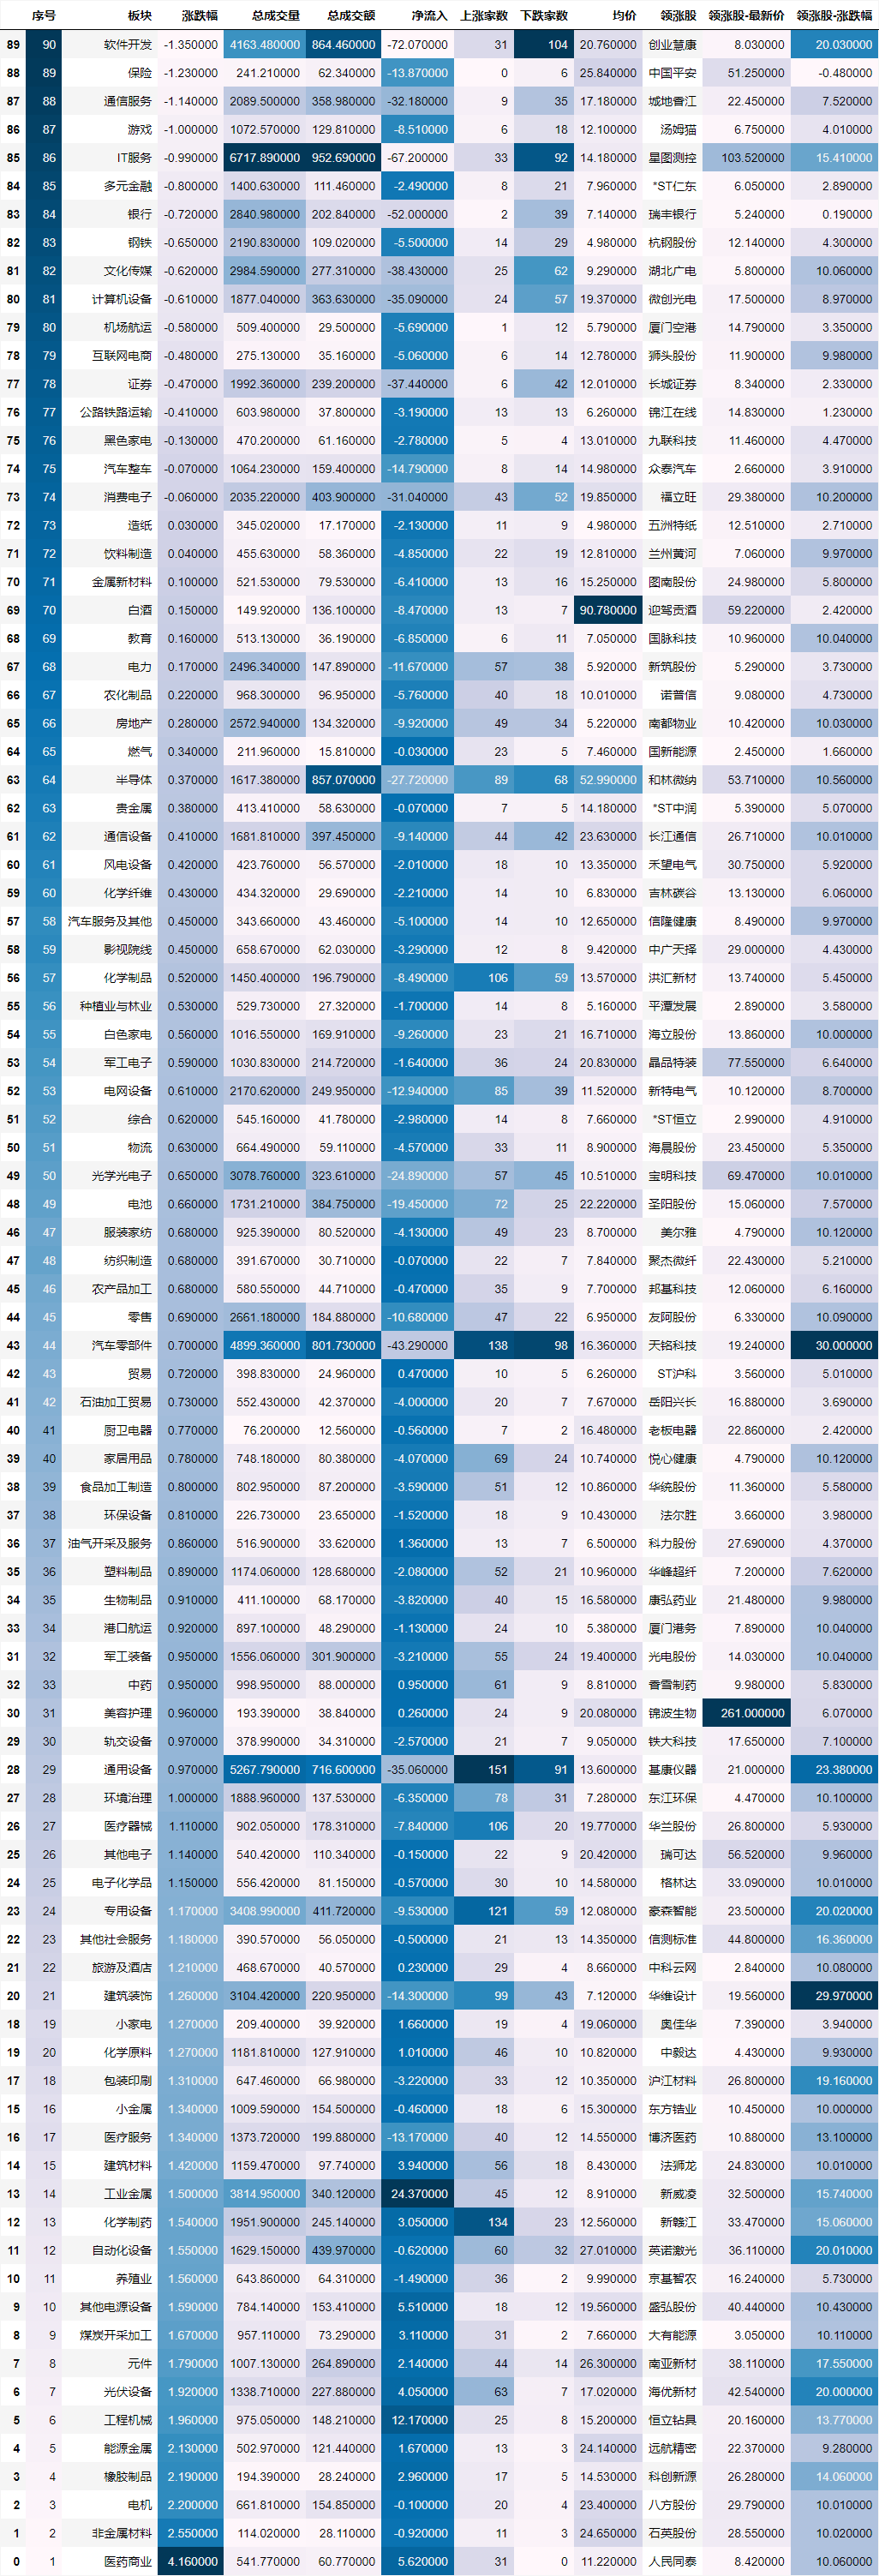 序号 板块 涨跌幅 总成交量 总成交额 净流入 上涨家数 下跌家数 均价 领涨股 领涨股-最新价 领涨股-涨跌幅
89 90 软件开发 -1.350000 4163.480000 864.460000 -72.070000 31 104 20.760000 创业慧康 8.030000 20.030000
88 89 保险 -1.230000 241.210000 62.340000 -13.870000 0 6 25.840000 中国平安 51.250000 -0.480000
87 88 通信服务 -1.140000 2089.500000 358.980000 -32.180000 9 35 17.180000 城地香江 22.450000 7.520000
86 87 游戏 -1.000000 1072.570000 129.810000 -8.510000 6 18 12.100000 汤姆猫 6.750000 4.010000
85 86 IT服务 -0.990000 6717.890000 952.690000 -67.200000 33 92 14.180000 星图测控 103.520000 15.410000
84 85 多元金融 -0.800000 1400.630000 111.460000 -2.490000 8 21 7.960000 *ST仁东 6.050000 2.890000
83 84 银行 -0.720000 2840.980000 202.840000 -52.000000 2 39 7.140000 瑞丰银行 5.240000 0.190000
82 83 钢铁 -0.650000 2190.830000 109.020000 -5.500000 14 29 4.980000 杭钢股份 12.140000 4.300000
81 82 文化传媒 -0.620000 2984.590000 277.310000 -38.430000 25 62 9.290000 湖北广电 5.800000 10.060000
80 81 计算机设备 -0.610000 1877.040000 363.630000 -35.090000 24 57 19.370000 微创光电 17.500000 8.970000
79 80 机场航运 -0.580000 509.400000 29.500000 -5.690000 1 12 5.790000 厦门空港 14.790000 3.350000
78 79 互联网电商 -0.480000 275.130000 35.160000 -5.060000 6 14 12.780000 狮头股份 11.900000 9.980000
77 78 证券 -0.470000 1992.360000 239.200000 -37.440000 6 42 12.010000 长城证券 8.340000 2.330000
76 77 公路铁路运输 -0.410000 603.980000 37.800000 -3.190000 13 13 6.260000 锦江在线 14.830000 1.230000
75 76 黑色家电 -0.130000 470.200000 61.160000 -2.780000 5 4 13.010000 九联科技 11.460000 4.470000
74 75 汽车整车 -0.070000 1064.230000 159.400000 -14.790000 8 14 14.980000 众泰汽车 2.660000 3.910000
73 74 消费电子 -0.060000 2035.220000 403.900000 -31.040000 43 52 19.850000 福立旺 29.380000 10.200000
72 73 造纸 0.030000 345.020000 17.170000 -2.130000 11 9 4.980000 五洲特纸 12.510000 2.710000
71 72 饮料制造 0.040000 455.630000 58.360000 -4.850000 22 19 12.810000 兰州黄河 7.060000 9.970000
70 71 金属新材料 0.100000 521.530000 79.530000 -6.410000 13 16 15.250000 图南股份 24.980000 5.800000
69 70 白酒 0.150000 149.920000 136.100000 -8.470000 13 7 90.780000 迎驾贡酒 59.220000 2.420000
68 69 教育 0.160000 513.130000 36.190000 -6.850000 6 11 7.050000 国脉科技 10.960000 10.040000
67 68 电力 0.170000 2496.340000 147.890000 -11.670000 57 38 5.920000 新筑股份 5.290000 3.730000
66 67 农化制品 0.220000 968.300000 96.950000 -5.760000 40 18 10.010000 诺普信 9.080000 4.730000
65 66 房地产 0.280000 2572.940000 134.320000 -9.920000 49 34 5.220000 南都物业 10.420000 10.030000
64 65 燃气 0.340000 211.960000 15.810000 -0.030000 23 5 7.460000 国新能源 2.450000 1.660000
63 64 半导体 0.370000 1617.380000 857.070000 -27.720000 89 68 52.990000 和林微纳 53.710000 10.560000
62 63 贵金属 0.380000 413.410000 58.630000 -0.070000 7 5 14.180000 *ST中润 5.390000 5.070000
61 62 通信设备 0.410000 1681.810000 397.450000 -9.140000 44 42 23.630000 长江通信 26.710000 10.010000
60 61 风电设备 0.420000 423.760000 56.570000 -2.010000 18 10 13.350000 禾望电气 30.750000 5.920000
59 60 化学纤维 0.430000 434.320000 29.690000 -2.210000 14 10 6.830000 吉林碳谷 13.130000 6.060000
57 58 汽车服务及其他 0.450000 343.660000 43.460000 -5.100000 14 10 12.650000 信隆健康 8.490000 9.970000
58 59 影视院线 0.450000 658.670000 62.030000 -3.290000 12 8 9.420000 中广天择 29.000000 4.430000
56 57 化学制品 0.520000 1450.400000 196.790000 -8.490000 106 59 13.570000 洪汇新材 13.740000 5.450000
55 56 种植业与林业 0.530000 529.730000 27.320000 -1.700000 14 8 5.160000 平潭发展 2.890000 3.580000
54 55 白色家电 0.560000 1016.550000 169.910000 -9.260000 23 21 16.710000 海立股份 13.860000 10.000000
53 54 军工电子 0.590000 1030.830000 214.720000 -1.640000 36 24 20.830000 晶品特装 77.550000 6.640000
52 53 电网设备 0.610000 2170.620000 249.950000 -12.940000 85 39 11.520000 新特电气 10.120000 8.700000
51 52 综合 0.620000 545.160000 41.780000 -2.980000 14 8 7.660000 *ST恒立 2.990000 4.910000
50 51 物流 0.630000 664.490000 59.110000 -4.570000 33 11 8.900000 海晨股份 23.450000 5.350000
49 50 光学光电子 0.650000 3078.760000 323.610000 -24.890000 57 45 10.510000 宝明科技 69.470000 10.010000
48 49 电池 0.660000 1731.210000 384.750000 -19.450000 72 25 22.220000 圣阳股份 15.060000 7.570000
46 47 服装家纺 0.680000 925.390000 80.520000 -4.130000 49 23 8.700000 美尔雅 4.790000 10.120000
47 48 纺织制造 0.680000 391.670000 30.710000 -0.070000 22 7 7.840000 聚杰微纤 22.430000 5.210000
45 46 农产品加工 0.680000 580.550000 44.710000 -0.470000 35 9 7.700000 邦基科技 12.060000 6.160000
44 45 零售 0.690000 2661.180000 184.880000 -10.680000 47 22 6.950000 友阿股份 6.330000 10.090000
43 44 汽车零部件 0.700000 4899.360000 801.730000 -43.290000 138 98 16.360000 天铭科技 19.240000 30.000000
42 43 贸易 0.720000 398.830000 24.960000 0.470000 10 5 6.260000 ST沪科 3.560000 5.010000
41 42 石油加工贸易 0.730000 552.430000 42.370000 -4.000000 20 7 7.670000 岳阳兴长 16.880000 3.690000
40 41 厨卫电器 0.770000 76.200000 12.560000 -0.560000 7 2 16.480000 老板电器 22.860000 2.420000
39 40 家居用品 0.780000 748.180000 80.380000 -4.070000 69 24 10.740000 悦心健康 4.790000 10.120000
38 39 食品加工制造 0.800000 802.950000 87.200000 -3.590000 51 12 10.860000 华统股份 11.360000 5.580000
37 38 环保设备 0.810000 226.730000 23.650000 -1.520000 18 9 10.430000 法尔胜 3.660000 3.980000
36 37 油气开采及服务 0.860000 516.900000 33.620000 1.360000 13 7 6.500000 科力股份 27.690000 4.370000
35 36 塑料制品 0.890000 1174.060000 128.680000 -2.080000 52 21 10.960000 华峰超纤 7.200000 7.620000
34 35 生物制品 0.910000 411.100000 68.170000 -3.820000 40 15 16.580000 康弘药业 21.480000 9.980000
33 34 港口航运 0.920000 897.100000 48.290000 -1.130000 24 10 5.380000 厦门港务 7.890000 10.040000
31 32 军工装备 0.950000 1556.060000 301.900000 -3.210000 55 24 19.400000 光电股份 14.030000 10.040000
32 33 中药 0.950000 998.950000 88.000000 0.950000 61 9 8.810000 香雪制药 9.980000 5.830000
30 31 美容护理 0.960000 193.390000 38.840000 0.260000 24 9 20.080000 锦波生物 261.000000 6.070000
29 30 轨交设备 0.970000 378.990000 34.310000 -2.570000 21 7 9.050000 铁大科技 17.650000 7.100000
28 29 通用设备 0.970000 5267.790000 716.600000 -35.060000 151 91 13.600000 基康仪器 21.000000 23.380000
27 28 环境治理 1.000000 1888.960000 137.530000 -6.350000 78 31 7.280000 东江环保 4.470000 10.100000
26 27 医疗器械 1.110000 902.050000 178.310000 -7.840000 106 20 19.770000 华兰股份 26.800000 5.930000
25 26 其他电子 1.140000 540.420000 110.340000 -0.150000 22 9 20.420000 瑞可达 56.520000 9.960000
24 25 电子化学品 1.150000 556.420000 81.150000 -0.570000 30 10 14.580000 格林达 33.090000 10.010000
23 24 专用设备 1.170000 3408.990000 411.720000 -9.530000 121 59 12.080000 豪森智能 23.500000 20.020000
22 23 其他社会服务 1.180000 390.570000 56.050000 -0.500000 21 13 14.350000 信测标准 44.800000 16.360000
21 22 旅游及酒店 1.210000 468.670000 40.570000 0.230000 29 4 8.660000 中科云网 2.840000 10.080000
20 21 建筑装饰 1.260000 3104.420000 220.950000 -14.300000 99 43 7.120000 华维设计 19.560000 29.970000
18 19 小家电 1.270000 209.400000 39.920000 1.660000 19 4 19.060000 奥佳华 7.390000 3.940000
19 20 化学原料 1.270000 1181.810000 127.910000 1.010000 46 10 10.820000 中毅达 4.430000 9.930000
17 18 包装印刷 1.310000 647.460000 66.980000 -3.220000 33 12 10.350000 沪江材料 26.800000 19.160000
15 16 小金属 1.340000 1009.590000 154.500000 -0.460000 18 6 15.300000 东方锆业 10.450000 10.000000
16 17 医疗服务 1.340000 1373.720000 199.880000 -13.170000 40 12 14.550000 博济医药 10.880000 13.100000
14 15 建筑材料 1.420000 1159.470000 97.740000 3.940000 56 18 8.430000 法狮龙 24.830000 10.010000
13 14 工业金属 1.500000 3814.950000 340.120000 24.370000 45 12 8.910000 新威凌 32.500000 15.740000
12 13 化学制药 1.540000 1951.900000 245.140000 3.050000 134 23 12.560000 新赣江 33.470000 15.060000
11 12 自动化设备 1.550000 1629.150000 439.970000 -0.620000 60 32 27.010000 英诺激光 36.110000 20.010000
10 11 养殖业 1.560000 643.860000 64.310000 -1.490000 36 2 9.990000 京基智农 16.240000 5.730000
9 10 其他电源设备 1.590000 784.140000 153.410000 5.510000 18 12 19.560000 盛弘股份 40.440000 10.430000
8 9 煤炭开采加工 1.670000 957.110000 73.290000 3.110000 31 2 7.660000 大有能源 3.050000 10.110000
7 8 元件 1.790000 1007.130000 264.890000 2.140000 44 14 26.300000 南亚新材 38.110000 17.550000
6 7 光伏设备 1.920000 1338.710000 227.880000 4.050000 63 7 17.020000 海优新材 42.540000 20.000000
5 6 工程机械 1.960000 975.050000 148.210000 12.170000 25 8 15.200000 恒立钻具 20.160000 13.770000
4 5 能源金属 2.130000 502.970000 121.440000 1.670000 13 3 24.140000 远航精密 22.370000 9.280000
3 4 橡胶制品 2.190000 194.390000 28.240000 2.960000 17 5 14.530000 科创新源 26.280000 14.060000
2 3 电机 2.200000 661.810000 154.850000 -0.100000 20 4 23.400000 八方股份 29.790000 10.010000
1 2 非金属材料 2.550000 114.020000 28.110000 -0.920000 11 3 24.650000 石英股份 28.550000 10.020000
0 1 医药商业 4.160000 541.770000 60.770000 5.620000 31 0 11.220000 人民同泰 8.420000 10.060000